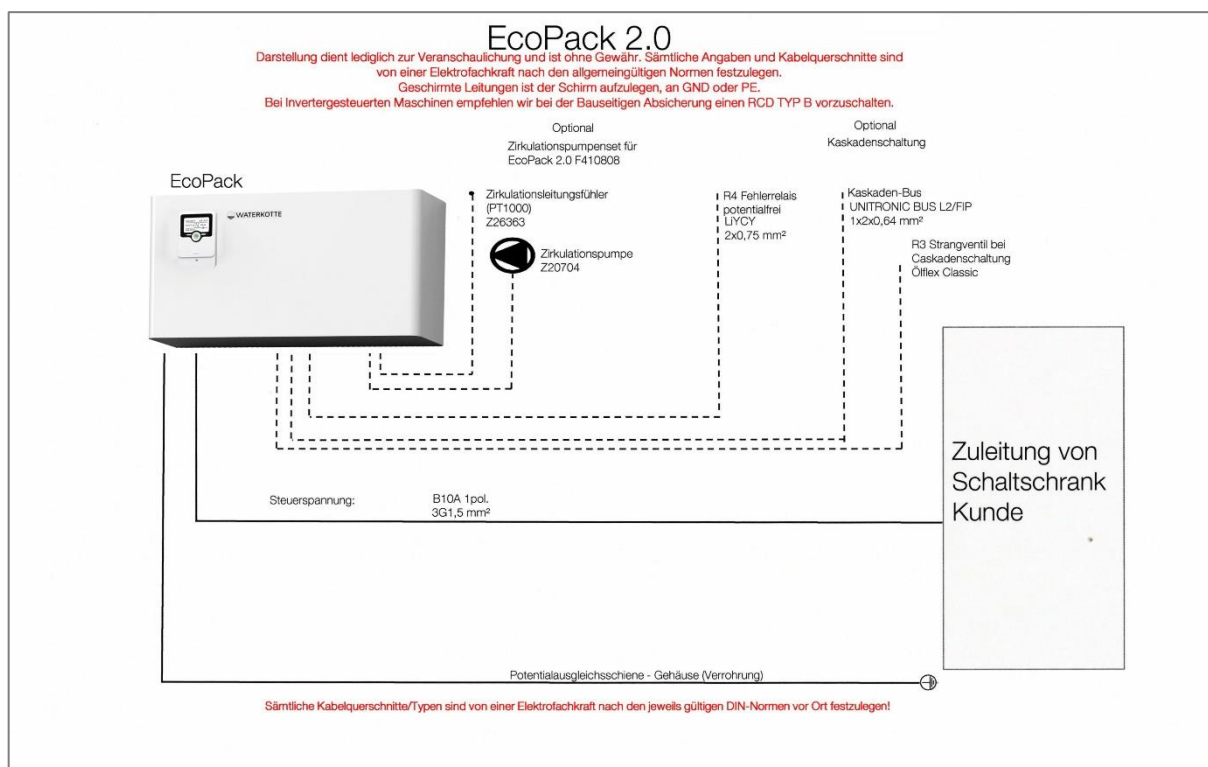 EcoPack 2.0
Darstellung dient lediglich zur Veranschaulichung und ist ohne Gewähr. Sämtliche Angaben und Kabelquerschnitte sind
von einer Elektrofachkraft nach den allgemeingültigen Normen festzulegen.
Geschirmte Leitungen ist der Schirm aufzulegen, an GND oder PE.
Bei Invertergesteuerten Maschinen empfehlen wir bei der Bauseitigen Absicherung einen RCD TYP B vorzuschalten.
Optional
Zirkulationspumpenset für
EcoPack 2.0 F410808
Optional
Kaskadenschaltung
EcoPack
WATERKOTTE
Zirkulationsleitungsfühler
(PT1000)
Z26363
Zirkulationspumpe
Z20704
R4 Fehlerrelais
potentialfrei
LiYCY
2x0,75 mm²
Kaskaden-Bus
UNITRONIC BUS L2/FIP
1x2x0,64 mm²
R3 Strangventil bei
Caskadenschaltung
Ölflex Classic
Zuleitung von
Schaltschrank
Kunde
Steuerspannung:
B10A 1pol.
3G1,5 mm²
Potentialausgleichsschiene - Gehäuse (Verrohrung)
Sämtliche Kabelquerschnitte/Typen sind von einer Elektrofachkraft nach den jeweils gültigen DIN-Normen vor Ort festzulegen!